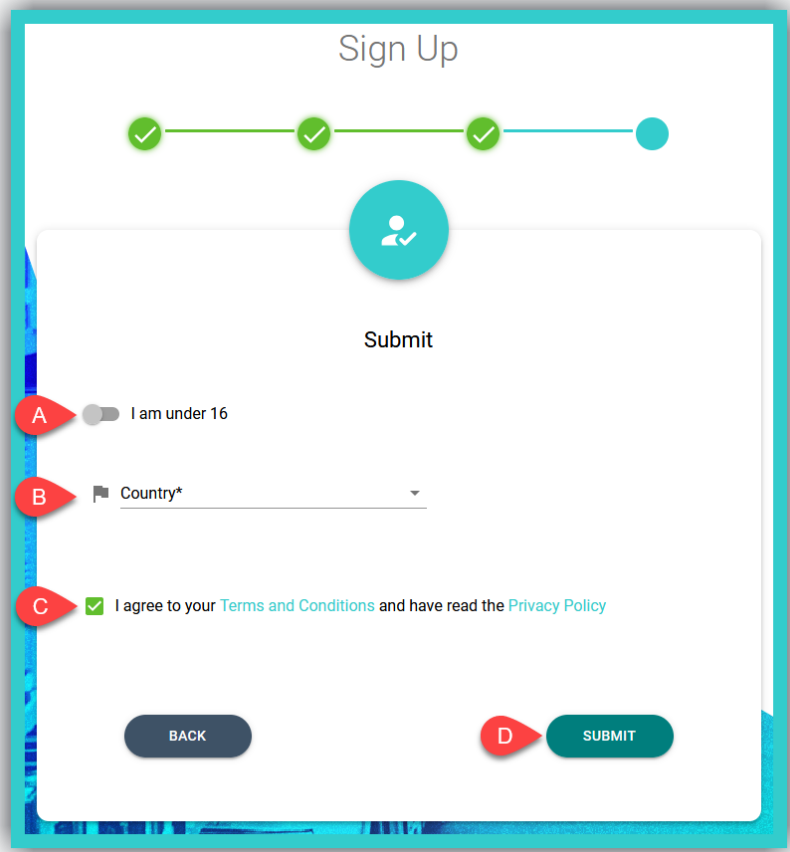 Sign Up
Submit
A
I am under 16
B
Country*
C
I agree to your Terms and Conditions and have read the Privacy Policy
BACK
D
SUBMIT